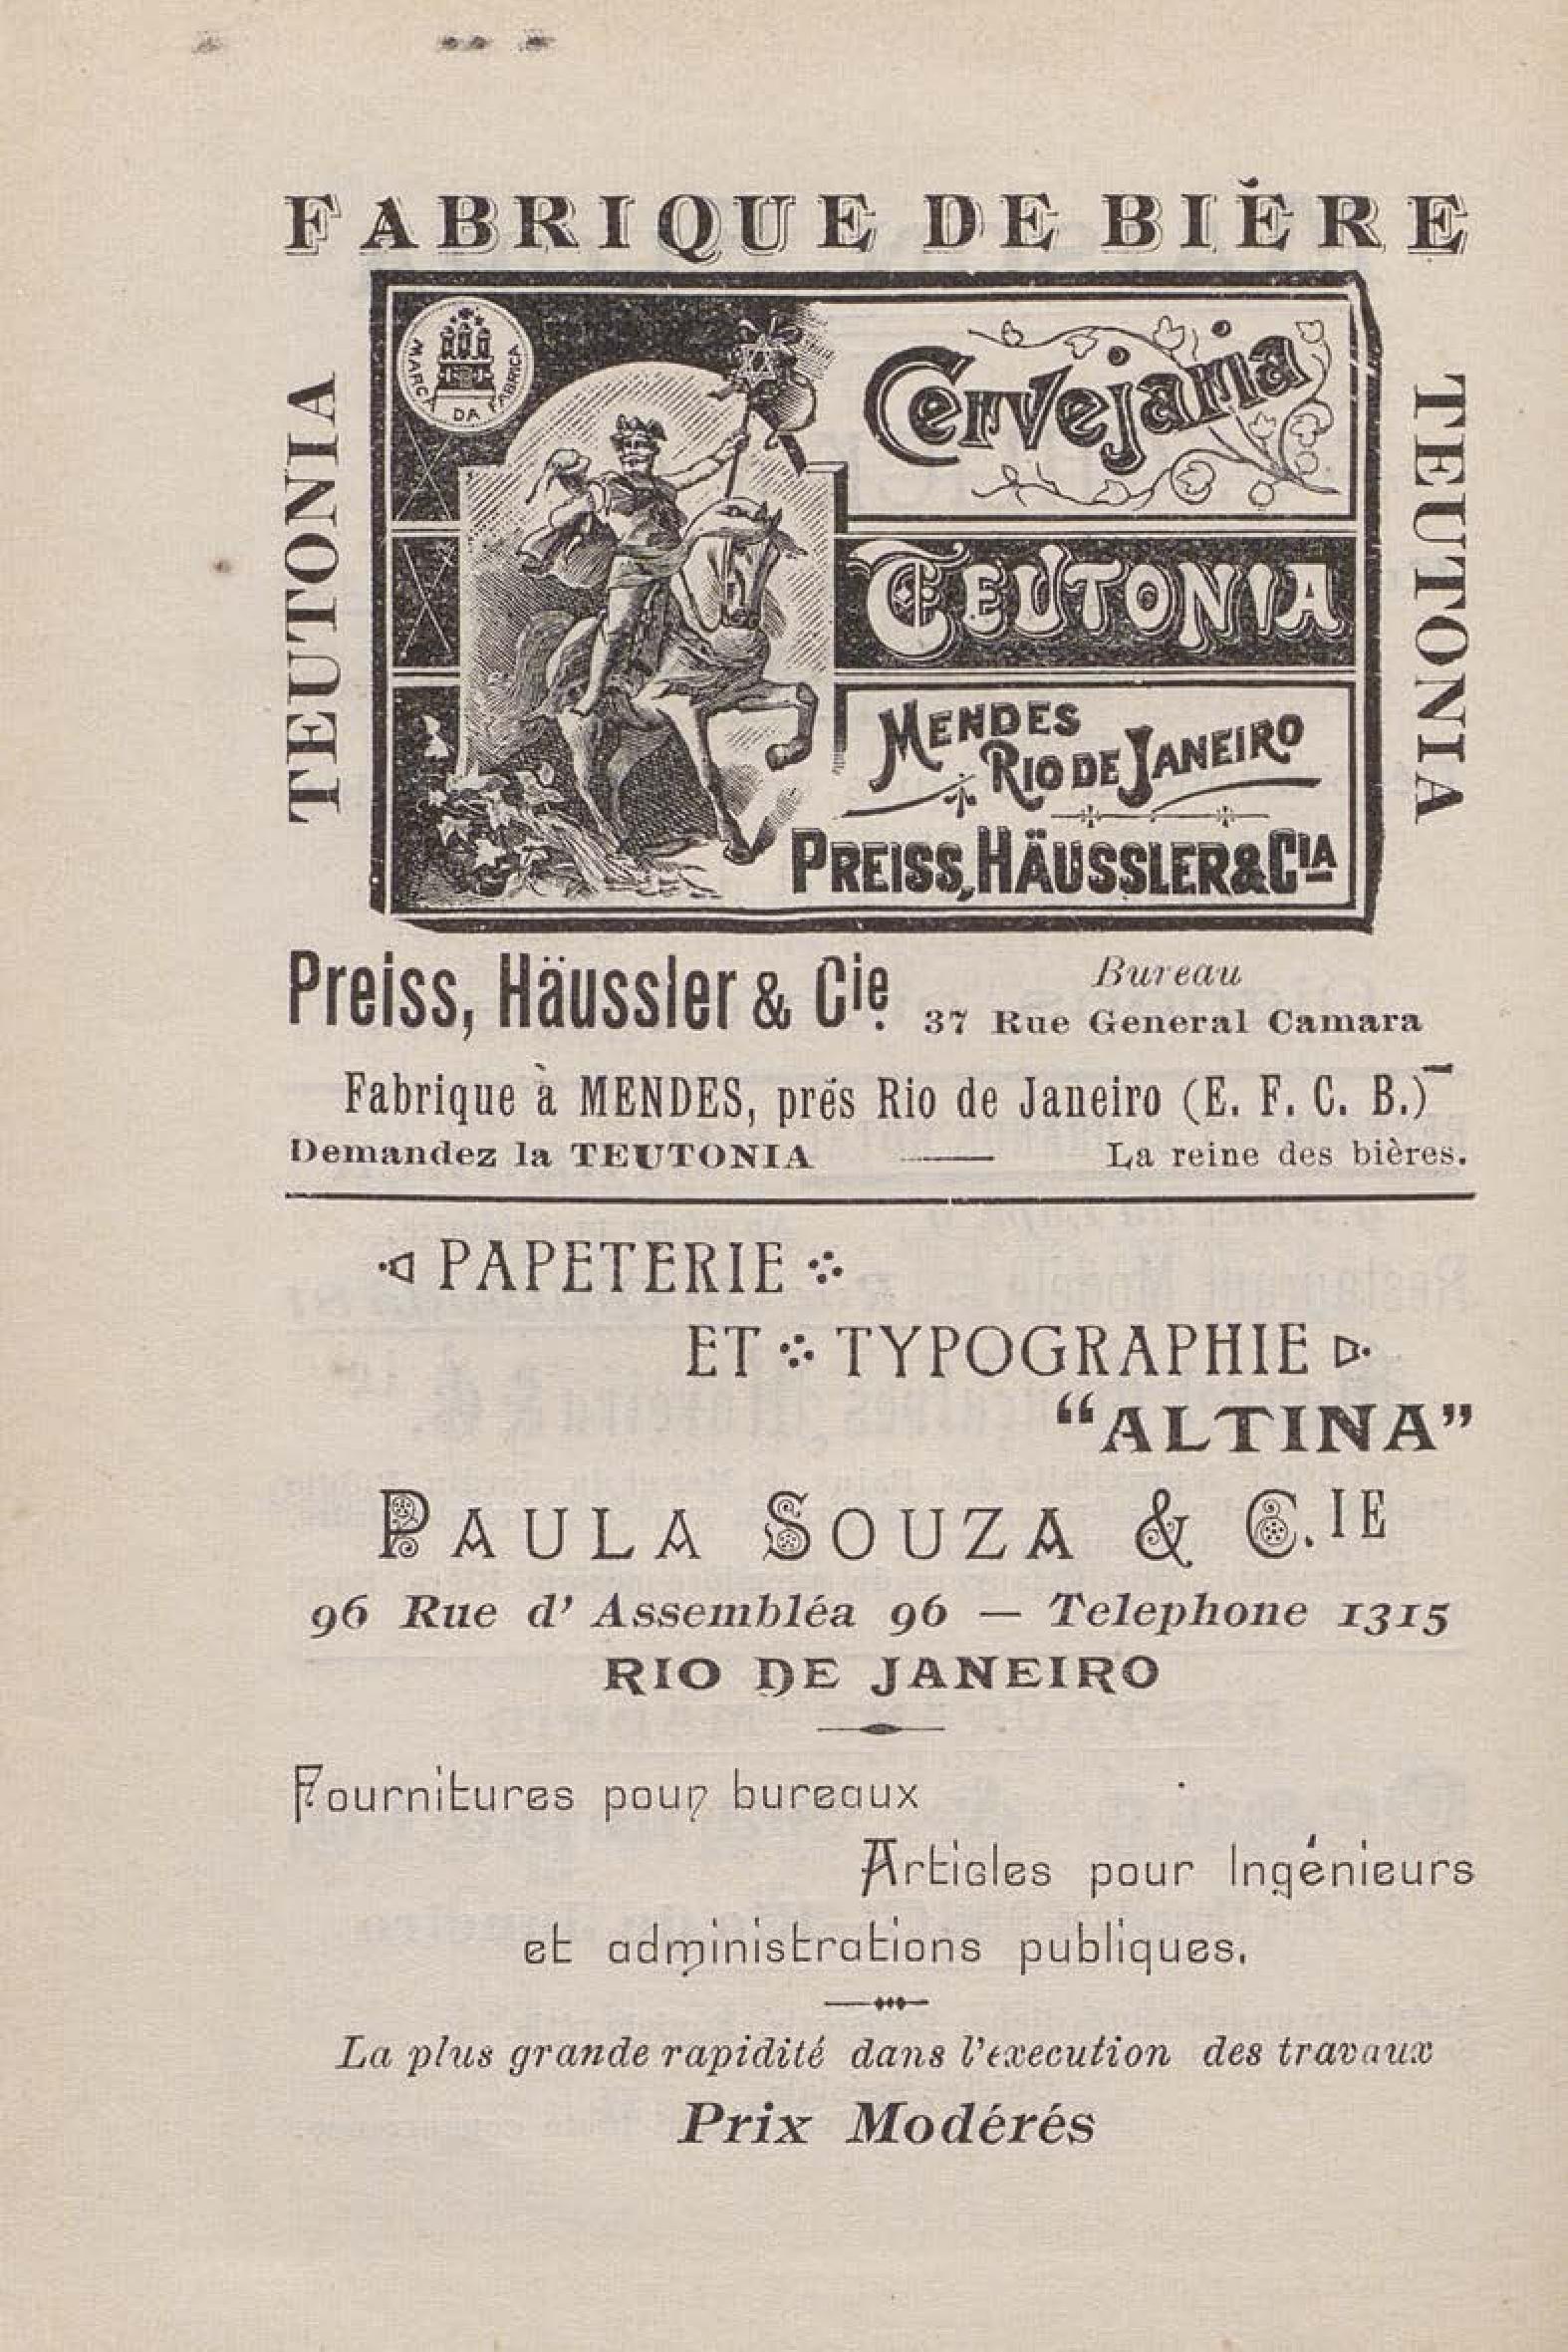 FABRIQUE DE BIÈRE
TEUTONIA
MARCA DA FABRICA
Cervejaria
TEUTONIA
MENDES
RIO DE JANEIRO
PREISS, HÄUSSLER & CIA
TEUTONIA
Preiss, Häussler & Cie.
Bureau
37 Rue General Camara
Fabrique à MENDES, prés Rio de Janeiro (E. F. C. B.)
Demandez la TEUTONIA —— La reine des bières.
PAPETERIE
ET TYPOGRAPHIE
“ALTINA”
PAULA SOUZA & C.IE
96 Rue d' Assembléa 96 — Telephone 1315
RIO DE JANEIRO
Fournitures pour bureaux
Articles pour Ingénieurs
et administrations publiques.
La plus grande rapidité dans l'execution des travaux
Prix Modérés